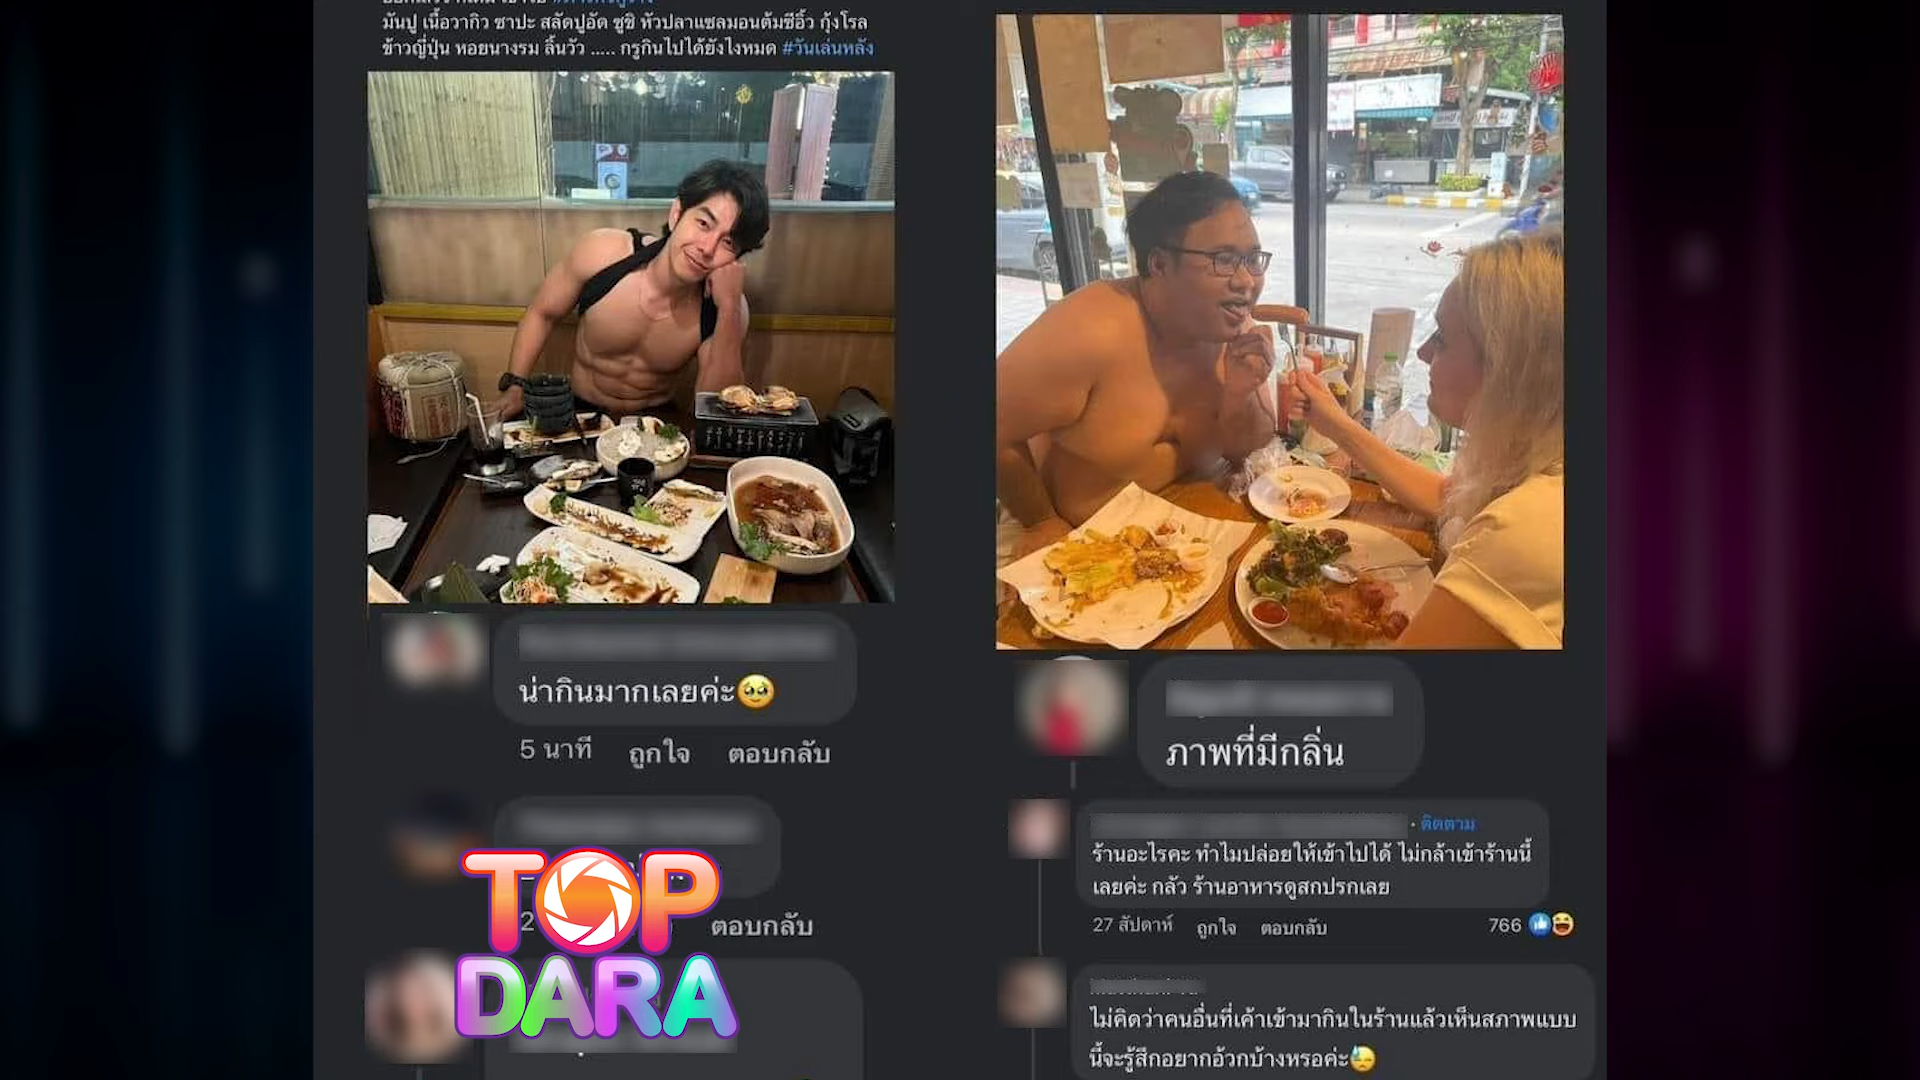 มันปู เนื้อวากิว ซาปะ สลัดปูอัด ซูชิ หัวปลาแซลมอนต้มซีอิ้ว กุ้งโรล
ข้าวญี่ปุ่น หอยนางรม ลิ้นวัว ..... กรูกินไปได้ยังไงหมด #วันเล่นหลัง
น่ากินมากเลยค่ะ🥹
5 นาที ถูกใจ ตอบกลับ
2 ตอบกลับ
TOP
DARA
ภาพที่มีกลิ่น
· ติดตาม
ร้านอะไรคะ ทำไมปล่อยให้เข้าไปได้ ไม่กล้าเข้าร้านนี้
เลยค่ะ กลัว ร้านอาหารดูสกปรกเลย
27 สัปดาห์ ถูกใจ ตอบกลับ 766 👍😆
ไม่คิดว่าคนอื่นที่เค้าเข้ามากินในร้านแล้วเห็นสภาพแบบ
นี้จะรู้สึกอยากอ้วกบ้างหรอค่ะ😓